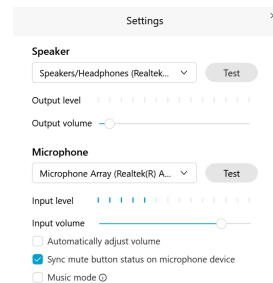 Settings
Speaker
Speakers/Headphones (Realtek...
Test
Output level
Output volume
Microphone
Microphone Array (Realtek(R) A...
Test
Input level
Input volume
Automatically adjust volume
Sync mute button status on microphone device
Music mode